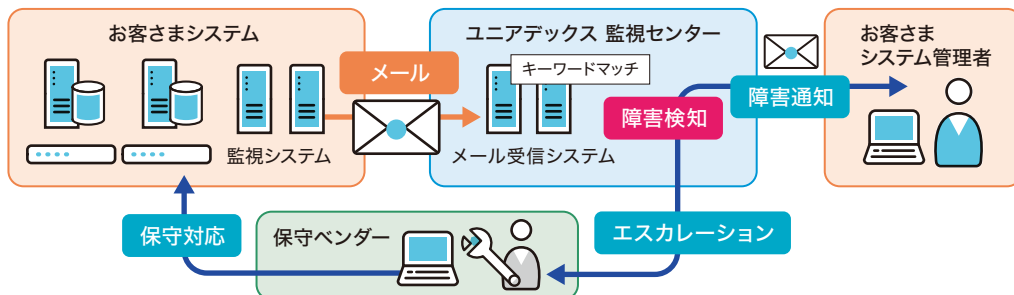 お客さまシステム
監視システム
メール
ユニアデックス 監視センター
キーワードマッチ
メール受信システム
障害検知
障害通知
お客さま
システム管理者
保守対応
保守ベンダー
エスカレーション